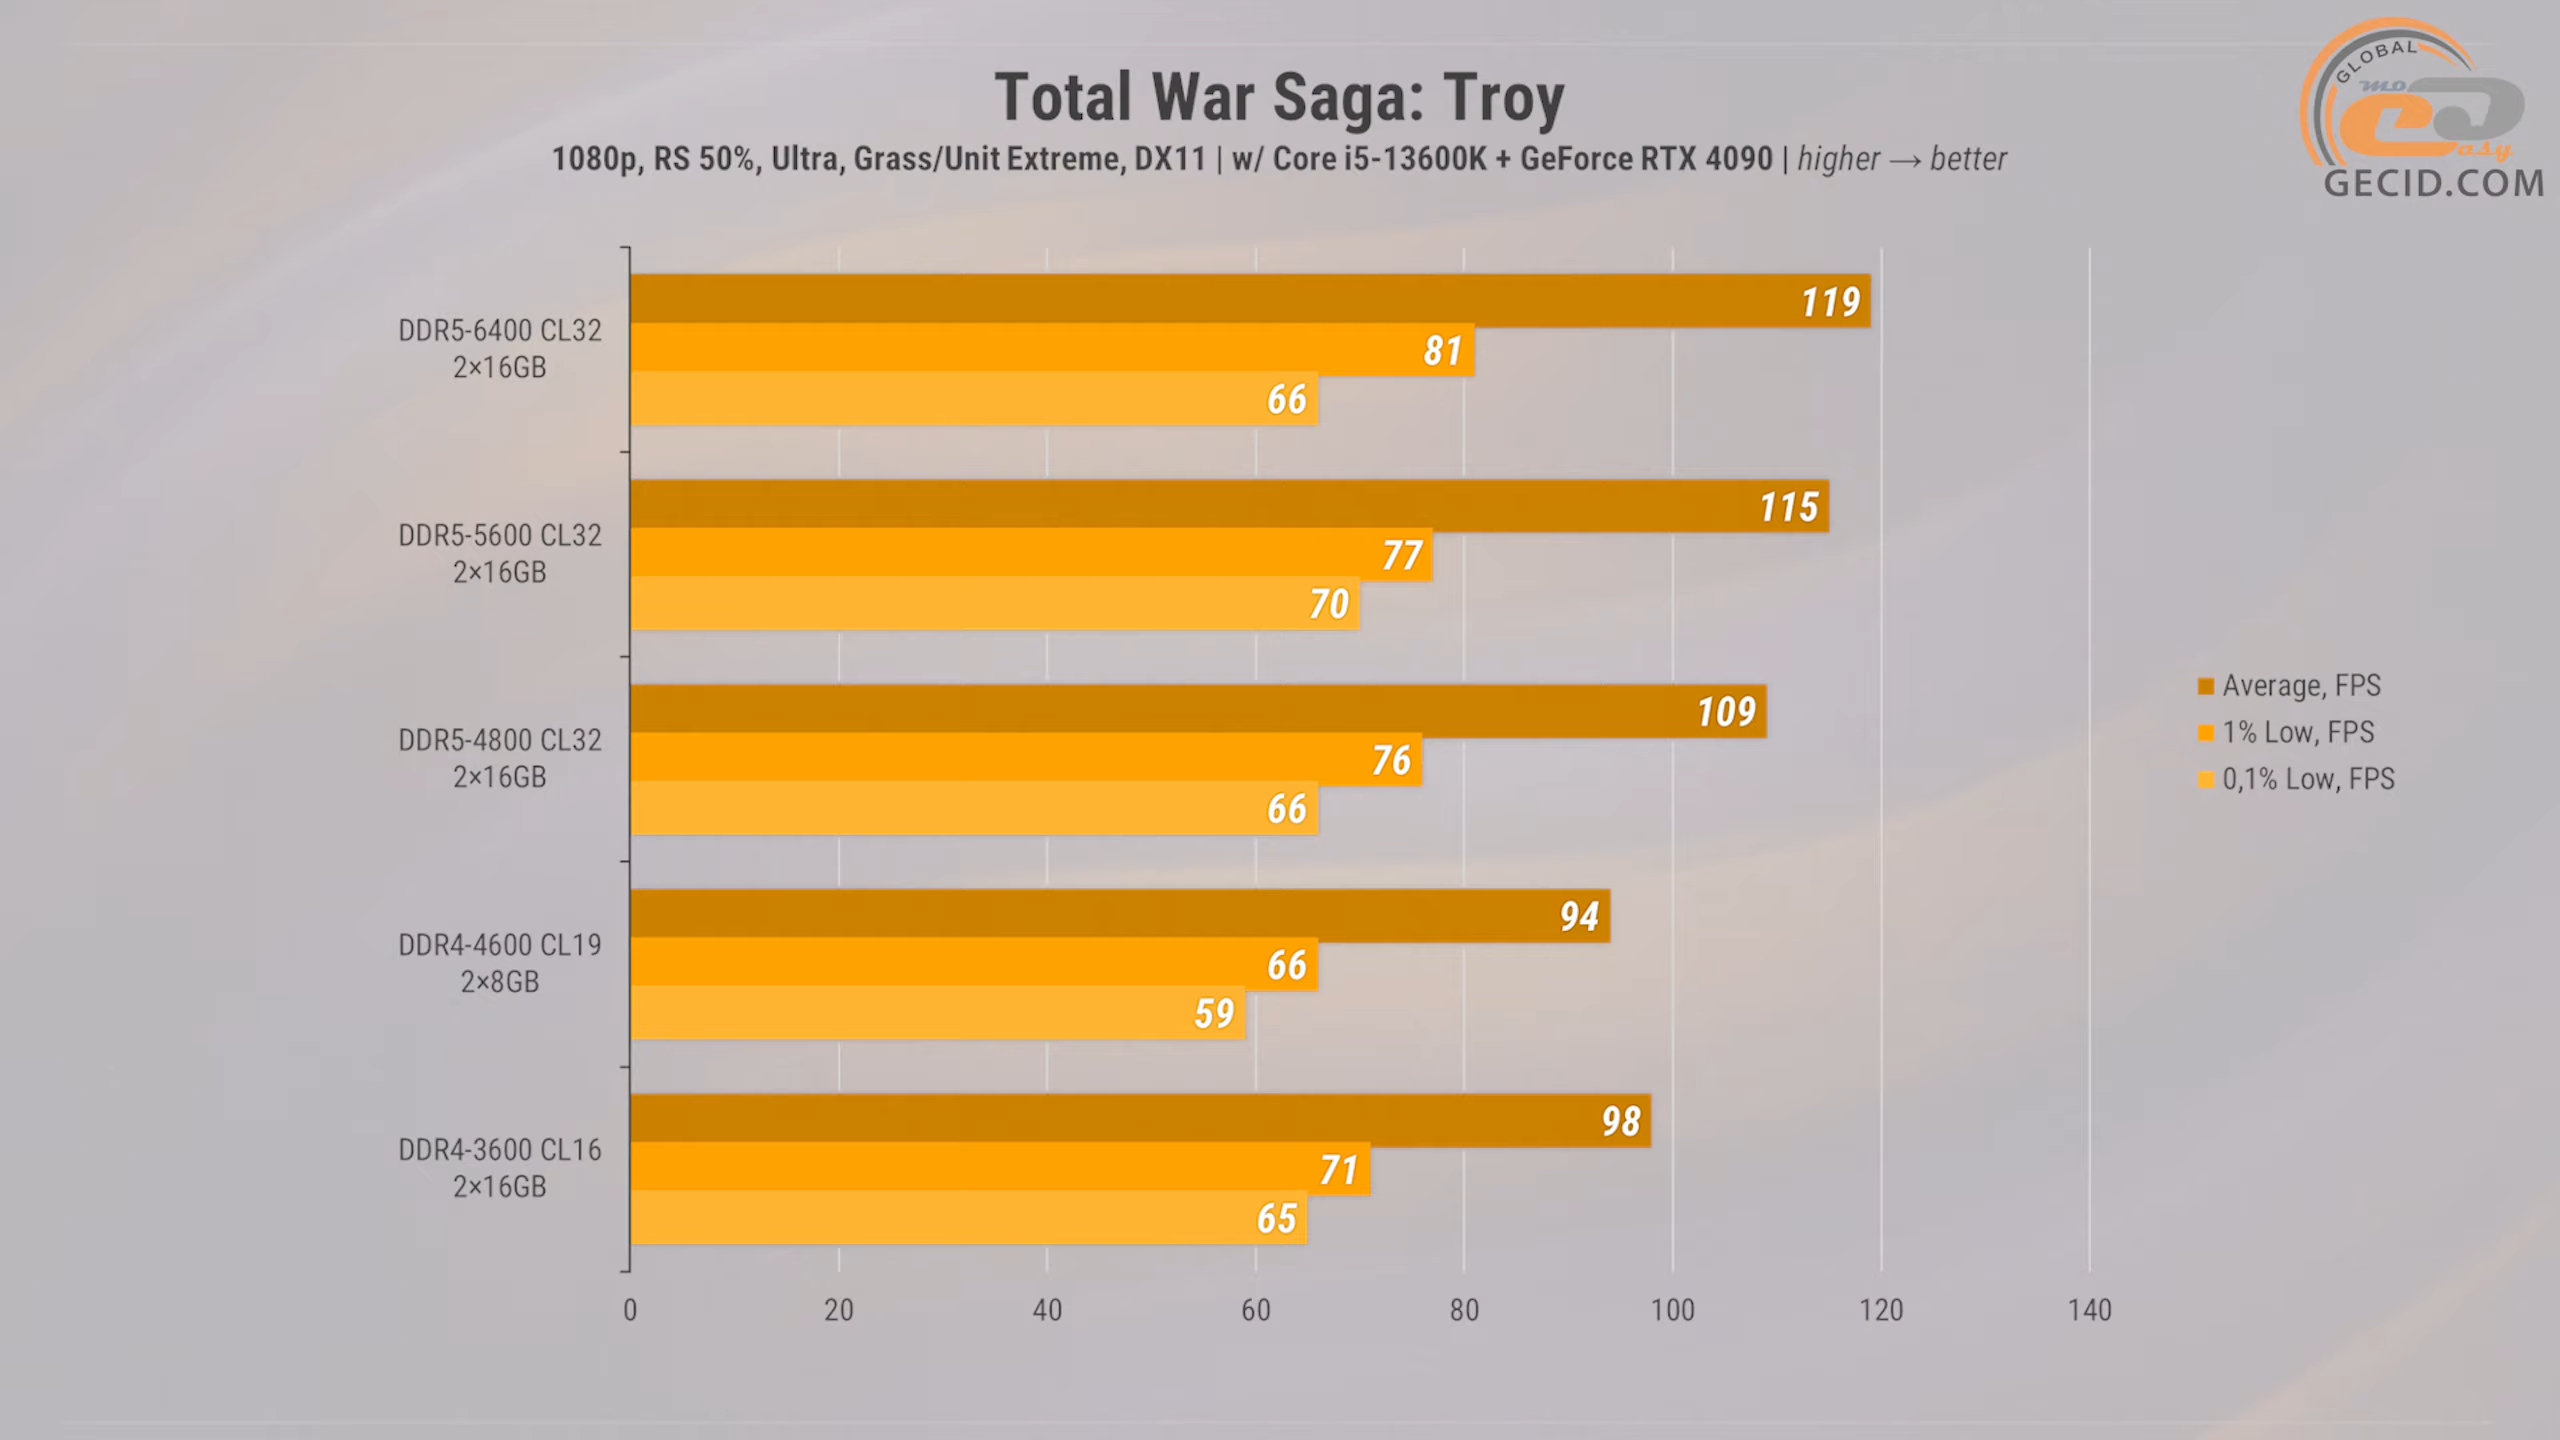 GLOBAL
mo
easy
GECID.COM
Total War Saga: Troy
1080p, RS 50%, Ultra, Grass/Unit Extreme, DX11 | w/ Core i5-13600K + GeForce RTX 4090 | higher → better
DDR5-6400 CL32
2×16GB
119
81
66
DDR5-5600 CL32
2×16GB
115
77
70
DDR5-4800 CL32
2×16GB
109
76
66
DDR4-4600 CL19
2×8GB
94
66
59
DDR4-3600 CL16
2×16GB
98
71
65
Average, FPS
1% Low, FPS
0,1% Low, FPS
0 20 40 60 80 100 120 140